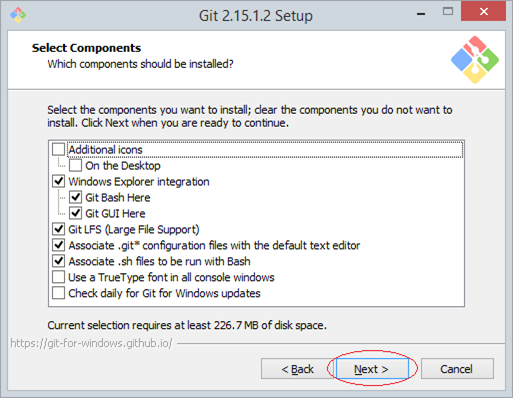 Git 2.15.1.2 Setup
Select Components
Which components should be installed?
Select the components you want to install; clear the components you do not want to
install. Click Next when you are ready to continue.
Additional icons
On the Desktop
Windows Explorer integration
Git Bash Here
Git GUI Here
Git LFS (Large File Support)
Associate .git* configuration files with the default text editor
Associate .sh files to be run with Bash
Use a TrueType font in all console windows
Check daily for Git for Windows updates
Current selection requires at least 226.7 MB of disk space.
https://git-for-windows.github.io/
< Back
Next >
Cancel